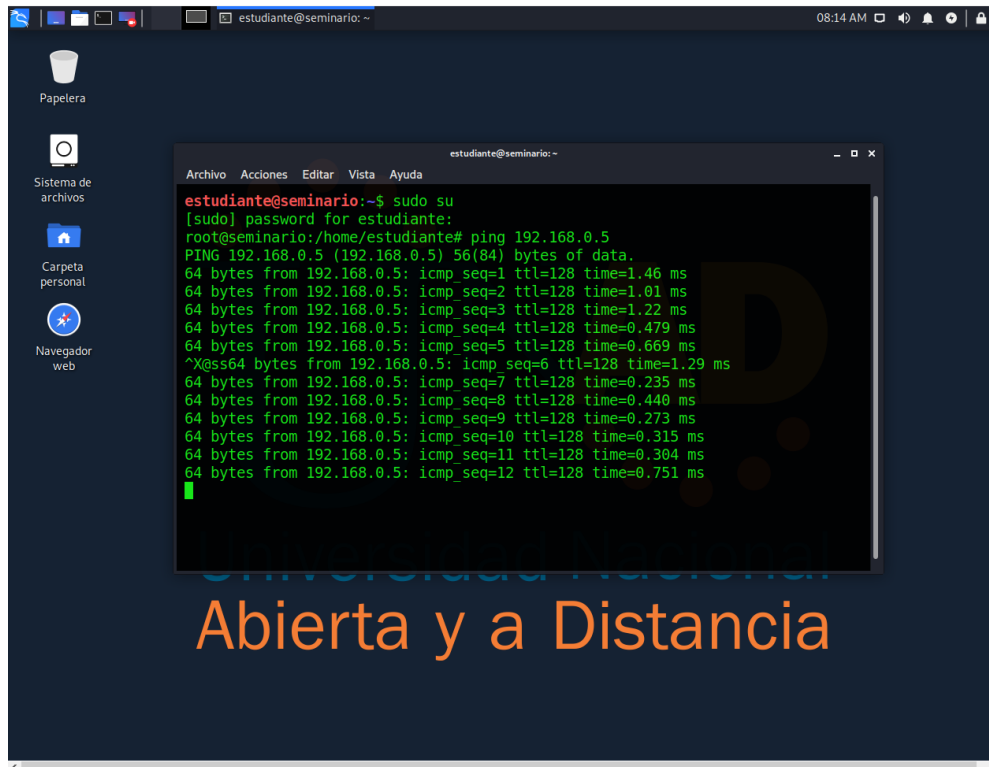 estudiante@seminario: ~
08:14 AM
Papelera
Sistema de
archivos
Carpeta
personal
Navegador
web
estudiante@seminario: ~
Archivo Acciones Editar Vista Ayuda
estudiante@seminario:~$ sudo su
[sudo] password for estudiante:
root@seminario:/home/estudiante# ping 192.168.0.5
PING 192.168.0.5 (192.168.0.5) 56(84) bytes of data.
64 bytes from 192.168.0.5: icmp_seq=1 ttl=128 time=1.46 ms
64 bytes from 192.168.0.5: icmp_seq=2 ttl=128 time=1.01 ms
64 bytes from 192.168.0.5: icmp_seq=3 ttl=128 time=1.22 ms
64 bytes from 192.168.0.5: icmp_seq=4 ttl=128 time=0.479 ms
64 bytes from 192.168.0.5: icmp_seq=5 ttl=128 time=0.669 ms
^X@ss64 bytes from 192.168.0.5: icmp_seq=6 ttl=128 time=1.29 ms
64 bytes from 192.168.0.5: icmp_seq=7 ttl=128 time=0.235 ms
64 bytes from 192.168.0.5: icmp_seq=8 ttl=128 time=0.440 ms
64 bytes from 192.168.0.5: icmp_seq=9 ttl=128 time=0.273 ms
64 bytes from 192.168.0.5: icmp_seq=10 ttl=128 time=0.315 ms
64 bytes from 192.168.0.5: icmp_seq=11 ttl=128 time=0.304 ms
64 bytes from 192.168.0.5: icmp_seq=12 ttl=128 time=0.751 ms
Universidad Nacional
Abierta y a Distancia